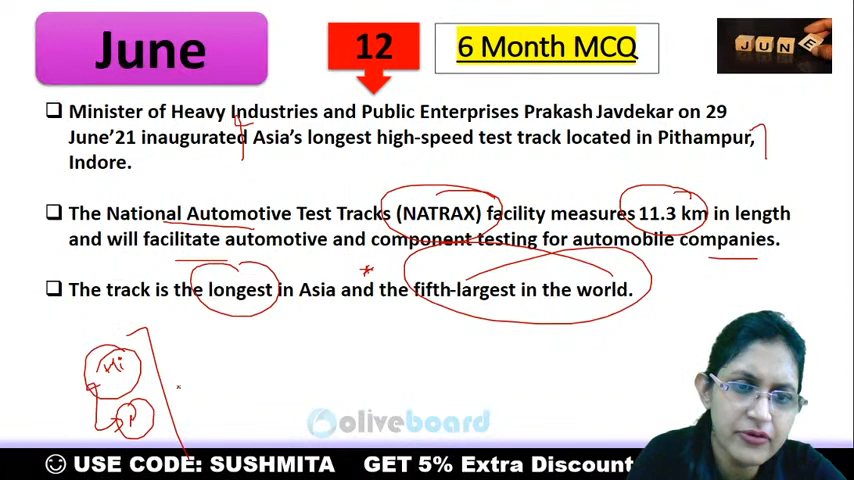 June
12
6 Month MCQ
JUNE
Minister of Heavy Industries and Public Enterprises Prakash Javdekar on 29
June'21 inaugurated Asia's longest high-speed test track located in Pithampur,
Indore.
The National Automotive Test Tracks (NATRAX) facility measures 11.3 km in length
and will facilitate automotive and component testing for automobile companies.
The track is the longest in Asia and the fifth-largest in the world.
P
oliveboard
USE CODE: SUSHMITA GET 5% Extra Discount